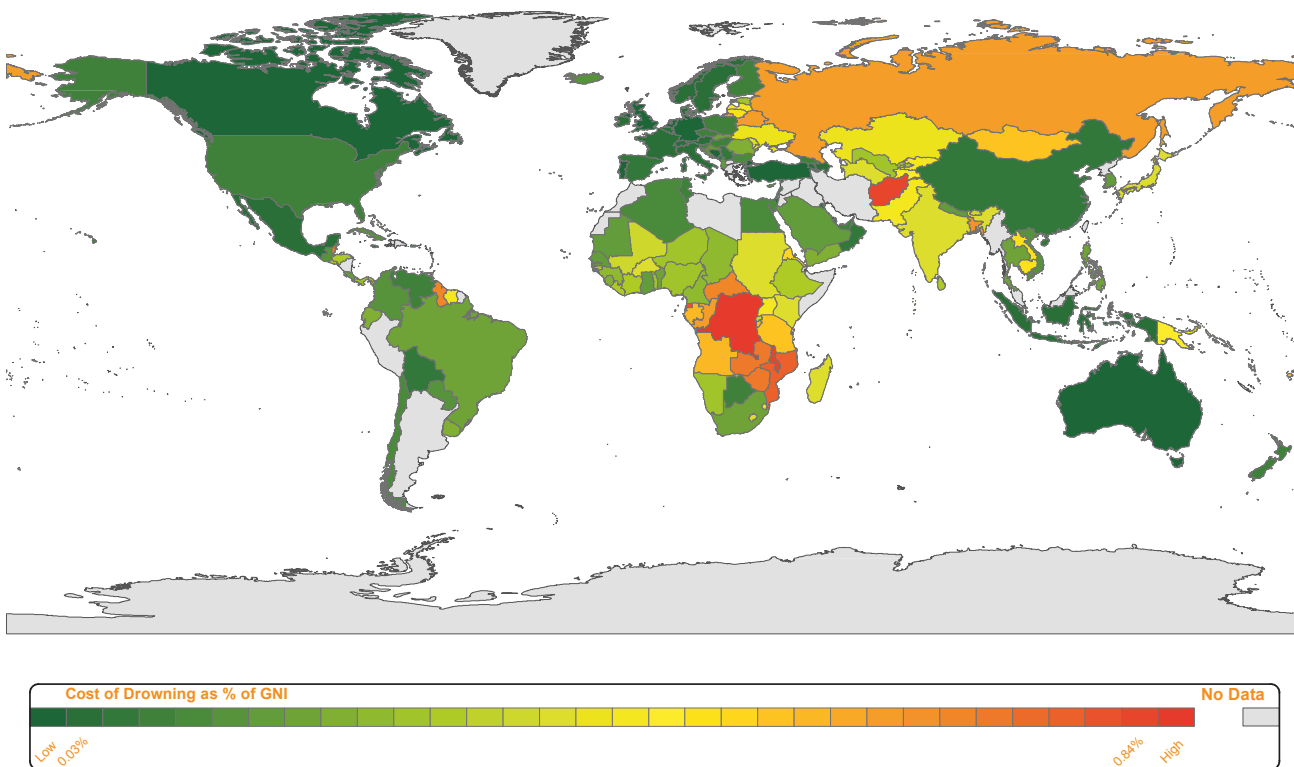 Cost of Drowning as % of GNI
No Data
Low
0.03%
0.84%
High